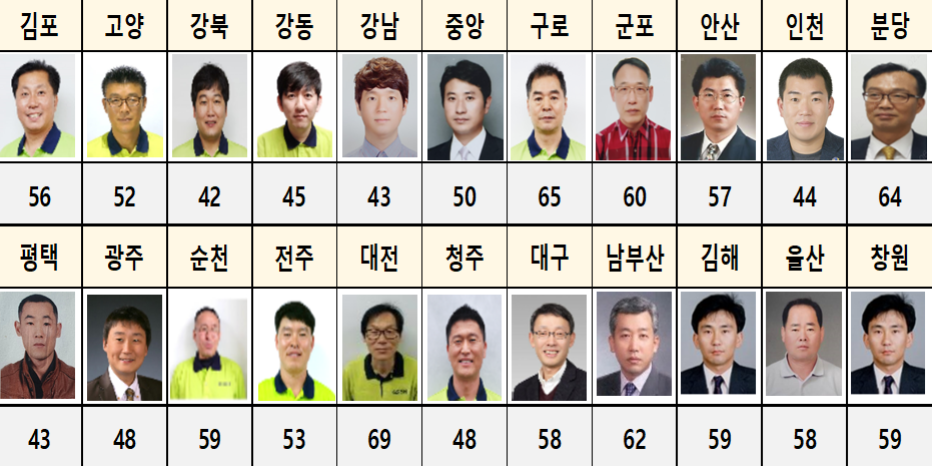 김포 고양 강북 강동 강남 중앙 구로 군포 안산 인천 분당
56 52 42 45 43 50 65 60 57 44 64
평택 광주 순천 전주 대전 청주 대구 남부산 김해 울산 창원
43 48 59 53 69 48 58 62 59 58 59